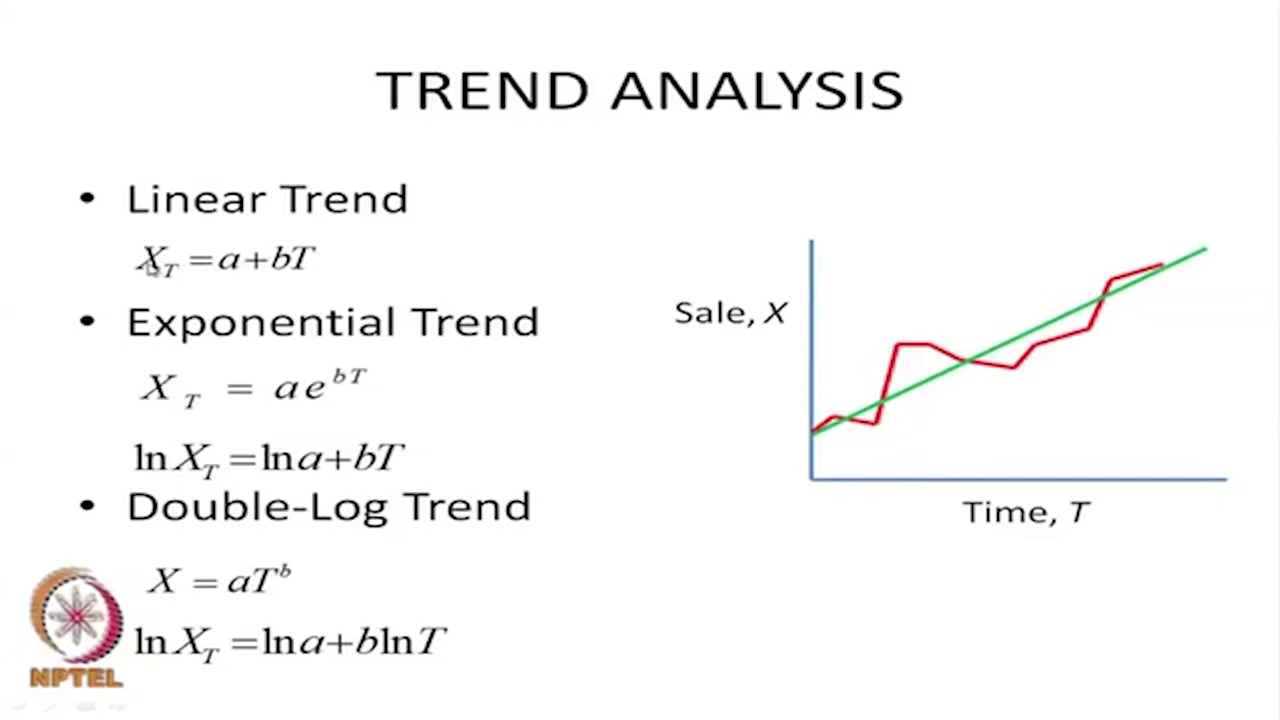 TREND ANALYSIS
• Linear Trend
X_T = a + bT
• Exponential Trend
X_T = ae^{bT}
ln X_T = ln a + bT
• Double-Log Trend
X = aT^b
ln X_T = ln a + b ln T
Sale, X
Time, T
NPTEL